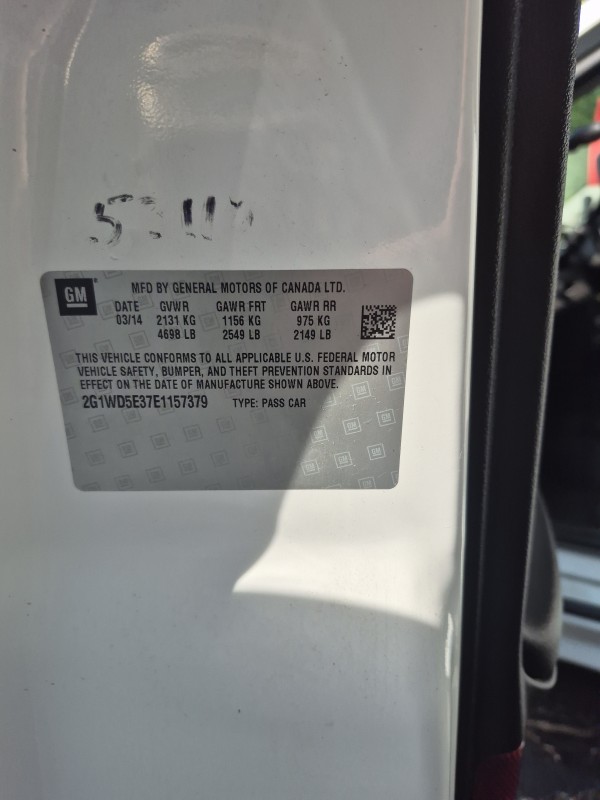 GM
MFD BY GENERAL MOTORS OF CANADA LTD.
DATE GVWR GAWR FRT GAWR RR
03/14 2131 KG 1156 KG 975 KG
4698 LB 2549 LB 2149 LB
THIS VEHICLE CONFORMS TO ALL APPLICABLE U.S. FEDERAL MOTOR
VEHICLE SAFETY, BUMPER, AND THEFT PREVENTION STANDARDS IN
EFFECT ON THE DATE OF MANUFACTURE SHOWN ABOVE.
2G1WD5E37E1157379 TYPE: PASS CAR